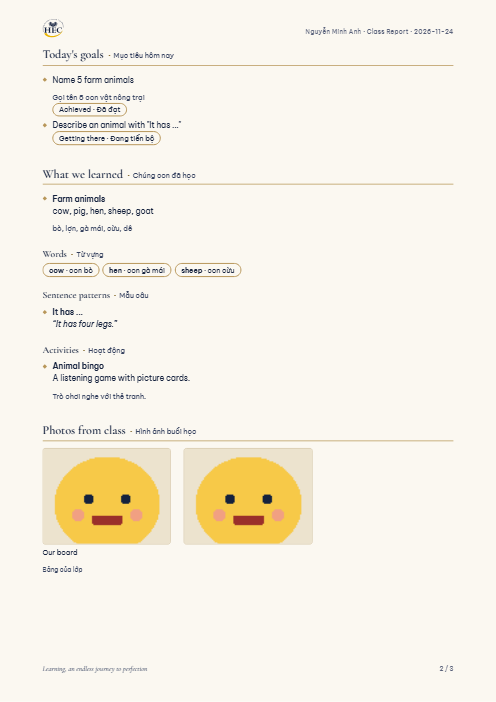 HEC
Nguyễn Minh Anh · Class Report · 2026-11-24
Today's goals · Mục tiêu hôm nay
Name 5 farm animals
Gọi tên 5 con vật nông trại
Achieved · Đã đạt
Describe an animal with "It has ..."
Getting there · Đang tiến bộ
What we learned · Chúng con đã học
Farm animals
cow, pig, hen, sheep, goat
bò, lợn, gà mái, cừu, dê
Words · Từ vựng
cow · con bò hen · con gà mái sheep · con cừu
Sentence patterns · Mẫu câu
It has ...
“It has four legs.”
Activities · Hoạt động
Animal bingo
A listening game with picture cards.
Trò chơi nghe với thẻ tranh.
Photos from class · Hình ảnh buổi học
Our board
Bảng của lớp
Learning, an endless journey to perfection
2 / 3